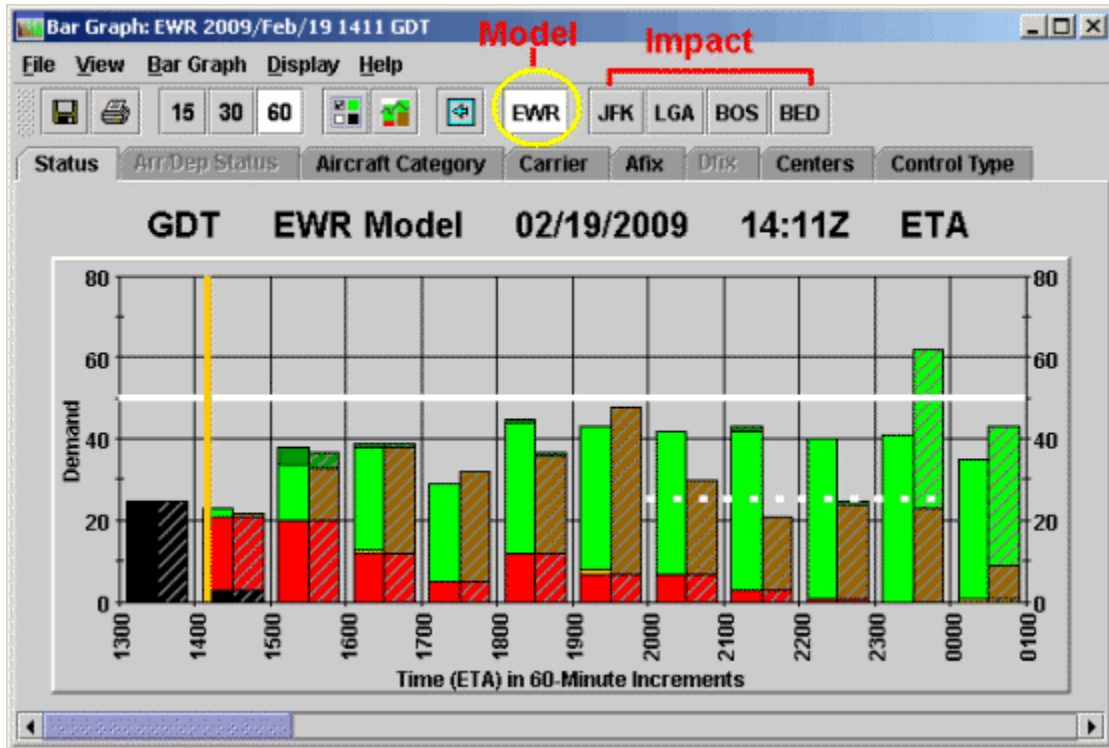 Bar Graph: EWR 2009/Feb/19 1411 GDT
Model
Impact
File View Bar Graph Display Help
15 30 60 EWR JFK LGA BOS BED
Status Arr/Dep Status Aircraft Category Carrier Afix Dfix Centers Control Type
GDT EWR Model 02/19/2009 14:11Z ETA
80 80
60 60
Demand
40 40
20 20
0 0
1300 1400 1500 1600 1700 1800 1900 2000 2100 2200 2300 0000 0100
Time (ETA) in 60-Minute Increments